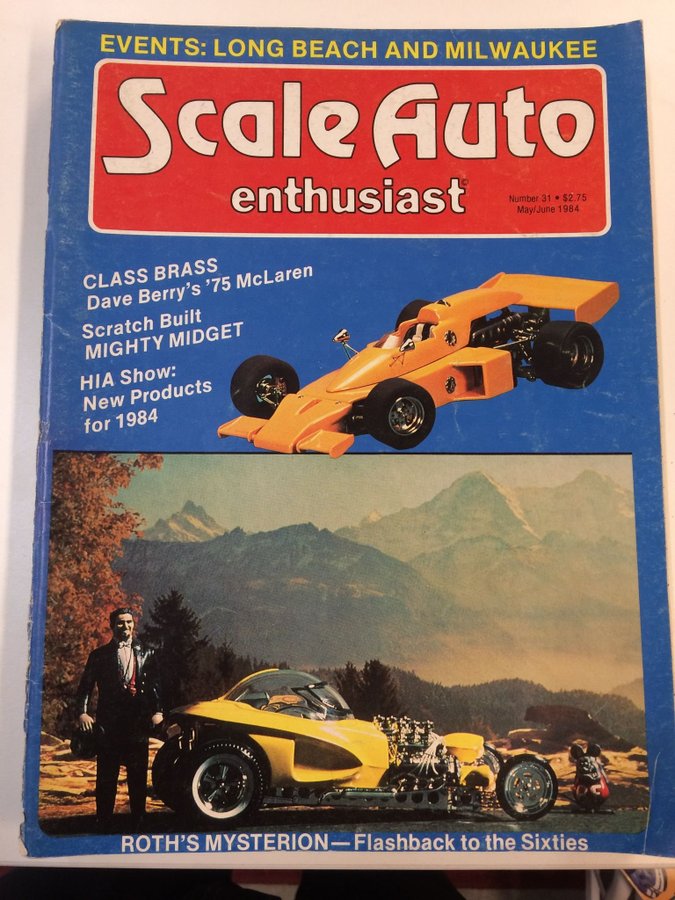 EVENTS: LONG BEACH AND MILWAUKEE
Scale Auto
enthusiast
©
Number 31 • $2.75
May/June 1984
CLASS BRASS
Dave Berry's '75 McLaren
Scratch Built
MIGHTY MIDGET
HIA Show:
New Products
for 1984
ROTH'S MYSTERION—Flashback to the Sixties